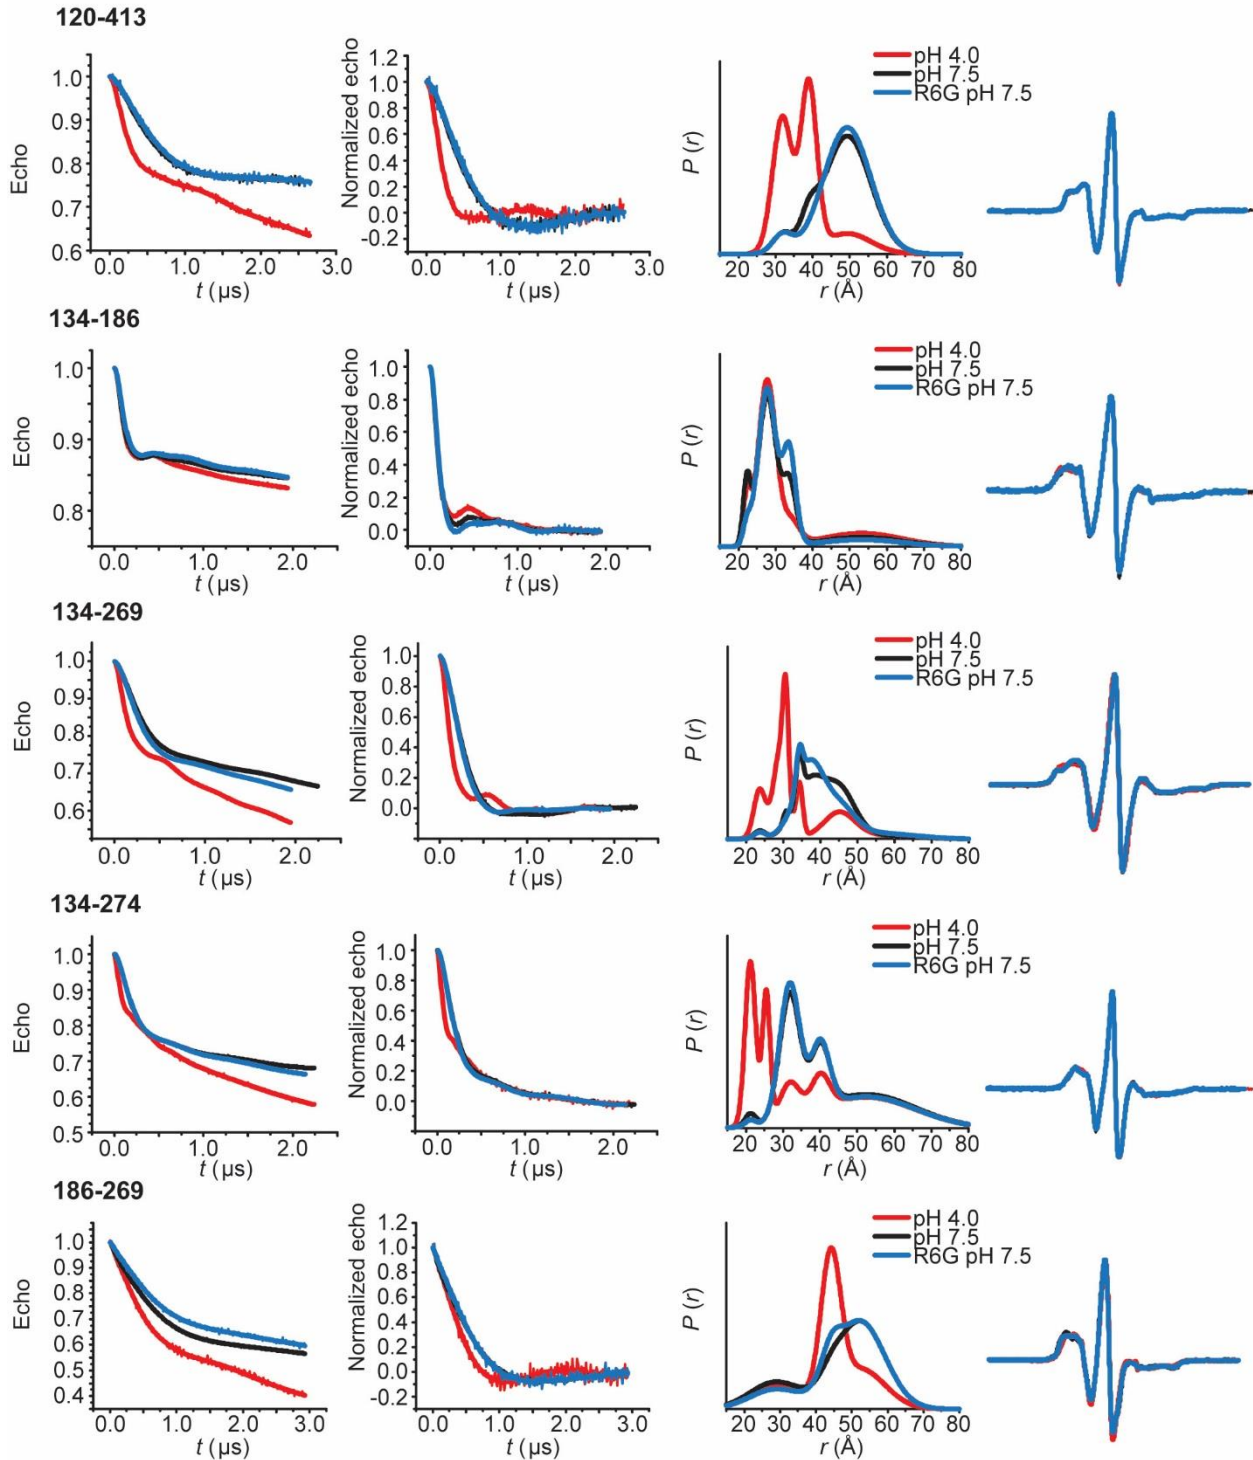 120-413
Echo
1.0
0.9
0.8
0.7
0.6
0.0 1.0 2.0 3.0
t (µs)
Normalized echo
1.2
1.0
0.8
0.6
0.4
0.2
0.0
-0.2
0.0 1.0 2.0 3.0
t (µs)
P (r)
pH 4.0
pH 7.5
R6G pH 7.5
20 30 40 50 60 70 80
r (Å)
134-186
Echo
1.0
0.9
0.8
0.0 1.0 2.0
t (µs)
Normalized echo
1.0
0.8
0.6
0.4
0.2
0.0
0.0 1.0 2.0
t (µs)
P (r)
pH 4.0
pH 7.5
R6G pH 7.5
20 30 40 50 60 70 80
r (Å)
134-269
Echo
1.0
0.9
0.8
0.7
0.6
0.0 1.0 2.0
t (µs)
Normalized echo
1.0
0.8
0.6
0.4
0.2
0.0
0.0 1.0 2.0
t (µs)
P (r)
pH 4.0
pH 7.5
R6G pH 7.5
20 30 40 50 60 70 80
r (Å)
134-274
Echo
1.0
0.9
0.8
0.7
0.6
0.5
0.0 1.0 2.0
t (µs)
Normalized echo
1.0
0.8
0.6
0.4
0.2
0.0
0.0 1.0 2.0
t (µs)
P (r)
pH 4.0
pH 7.5
R6G pH 7.5
20 30 40 50 60 70 80
r (Å)
186-269
Echo
1.0
0.9
0.8
0.7
0.6
0.5
0.4
0.0 1.0 2.0 3.0
t (µs)
Normalized echo
1.2
1.0
0.8
0.6
0.4
0.2
0.0
-0.2
0.0 1.0 2.0 3.0
t (µs)
P (r)
pH 4.0
pH 7.5
R6G pH 7.5
20 30 40 50 60 70 80
r (Å)